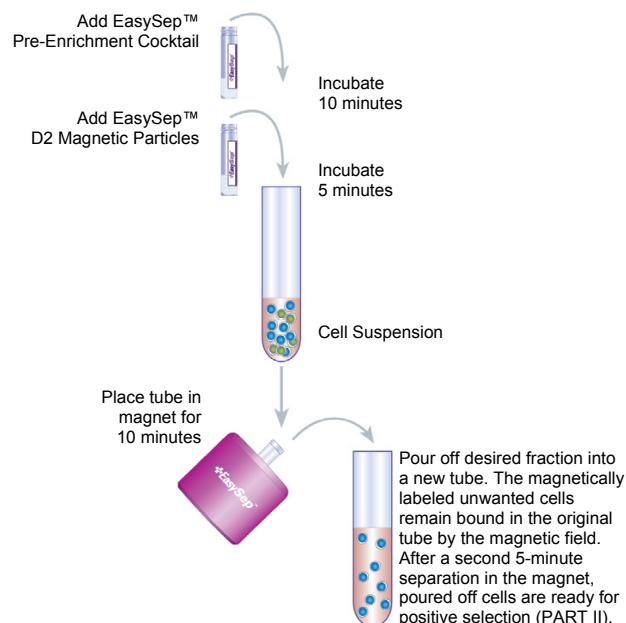 Add EasySep™
Pre-Enrichment Cocktail
EasySep
Incubate
10 minutes
Add EasySep™
D2 Magnetic Particles
EasySep
Incubate
5 minutes
Cell Suspension
Place tube in
magnet for
10 minutes
EasySep™
Pour off desired fraction into
a new tube. The magnetically
labeled unwanted cells
remain bound in the original
tube by the magnetic field.
After a second 5-minute
separation in the magnet,
poured off cells are ready for
positive selection (PART II).